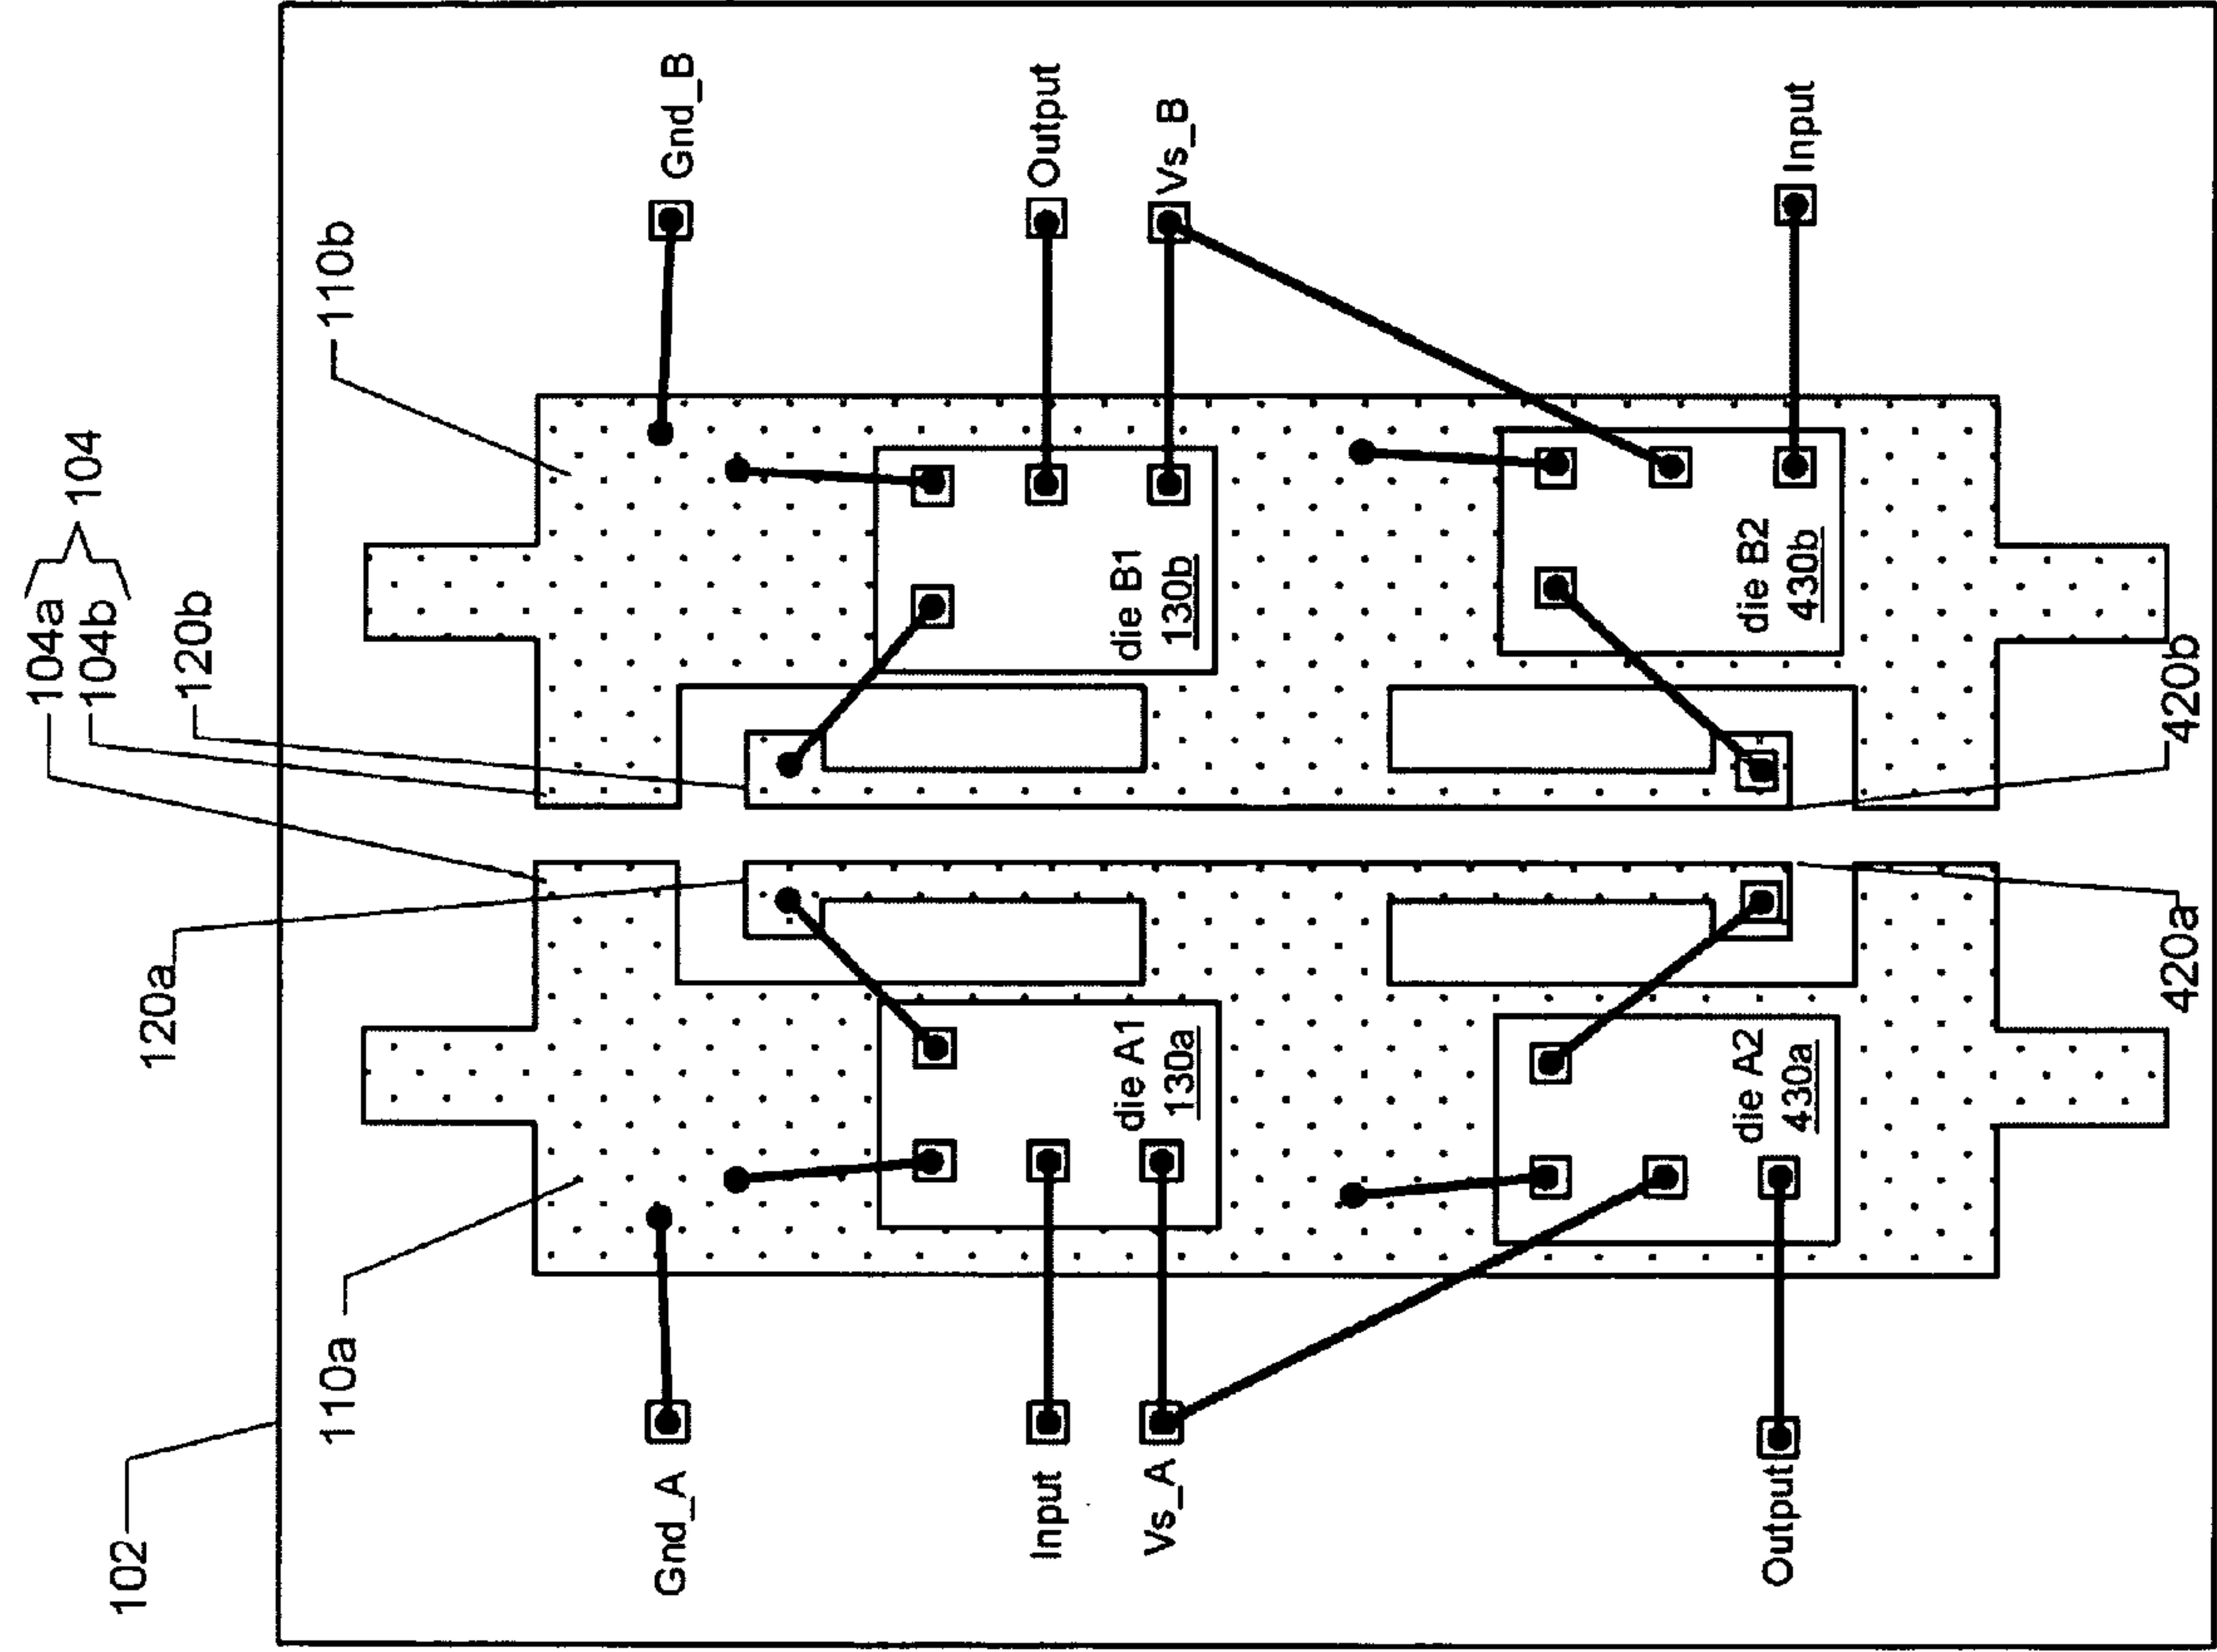 102
104a
104b
104
110a
120a
120b
110b
Gnd_A
Gnd_B
Input
Output
Vs_A
Vs_B
die A1
130a
die B1
130b
die A2
430a
die B2
430b
Output
Input
420a
420b